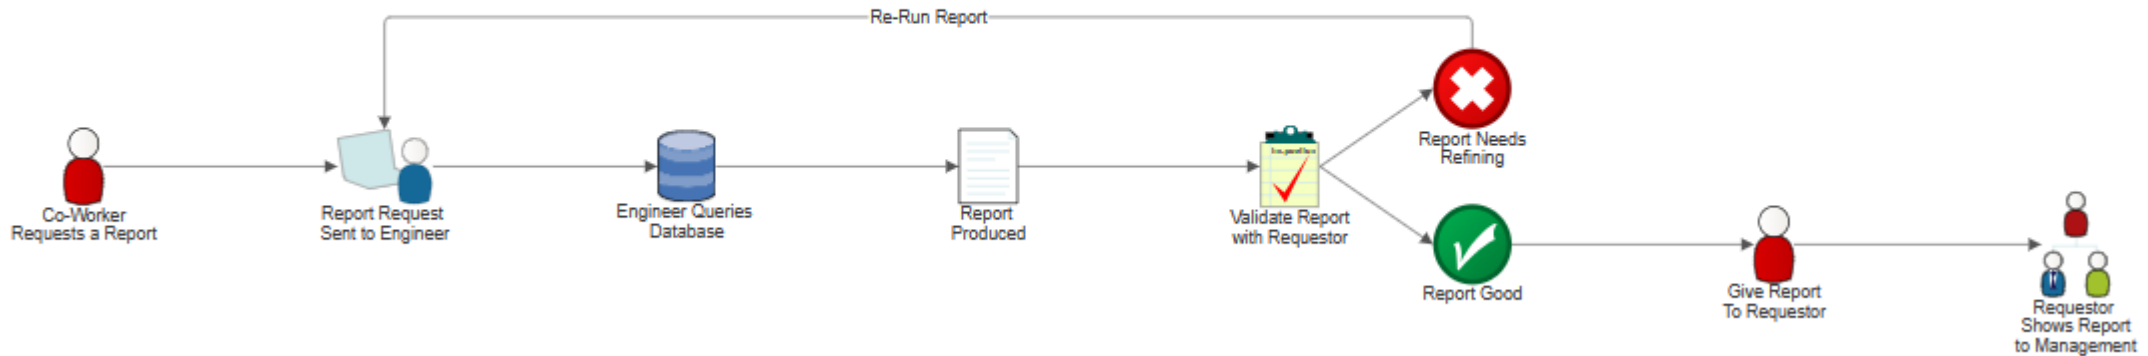 Re-Run Report
Co-Worker
Requests a Report
Report Request
Sent to Engineer
Engineer Queries
Database
Report
Produced
Validate Report
with Requestor
Report Needs
Refining
Report Good
Give Report
To Requestor
Requestor
Shows Report
to Management